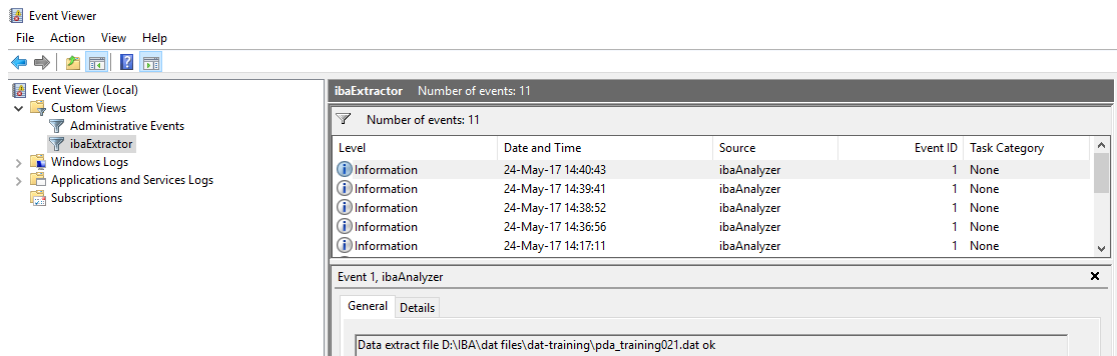 Event Viewer
File Action View Help
Event Viewer (Local)
Custom Views
Administrative Events
ibaExtractor
Windows Logs
Applications and Services Logs
Subscriptions
ibaExtractor Number of events: 11
Number of events: 11
Level Date and Time Source Event ID Task Category
Information 24-May-17 14:40:43 ibaAnalyzer 1 None
Information 24-May-17 14:39:41 ibaAnalyzer 1 None
Information 24-May-17 14:38:52 ibaAnalyzer 1 None
Information 24-May-17 14:36:56 ibaAnalyzer 1 None
Information 24-May-17 14:17:11 ibaAnalyzer 1 None
Event 1, ibaAnalyzer
General Details
Data extract file D:\IBA\dat files\dat-training\pda_training021.dat ok